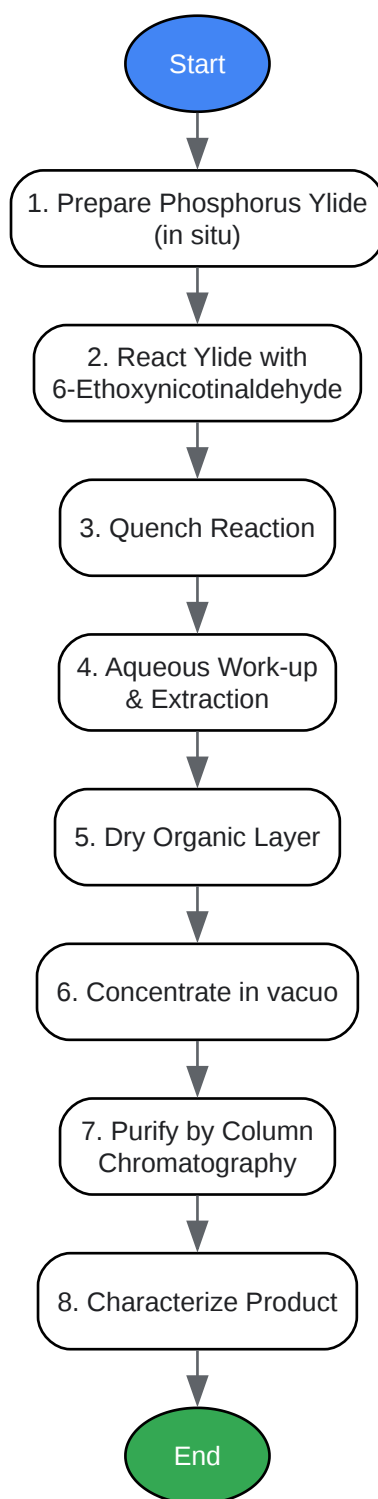 Start
1. Prepare Phosphorus Ylide
(in situ)
2. React Ylide with
6-Ethoxynicotinaldehyde
3. Quench Reaction
4. Aqueous Work-up
& Extraction
5. Dry Organic Layer
6. Concentrate in vacuo
7. Purify by Column
Chromatography
8. Characterize Product
End